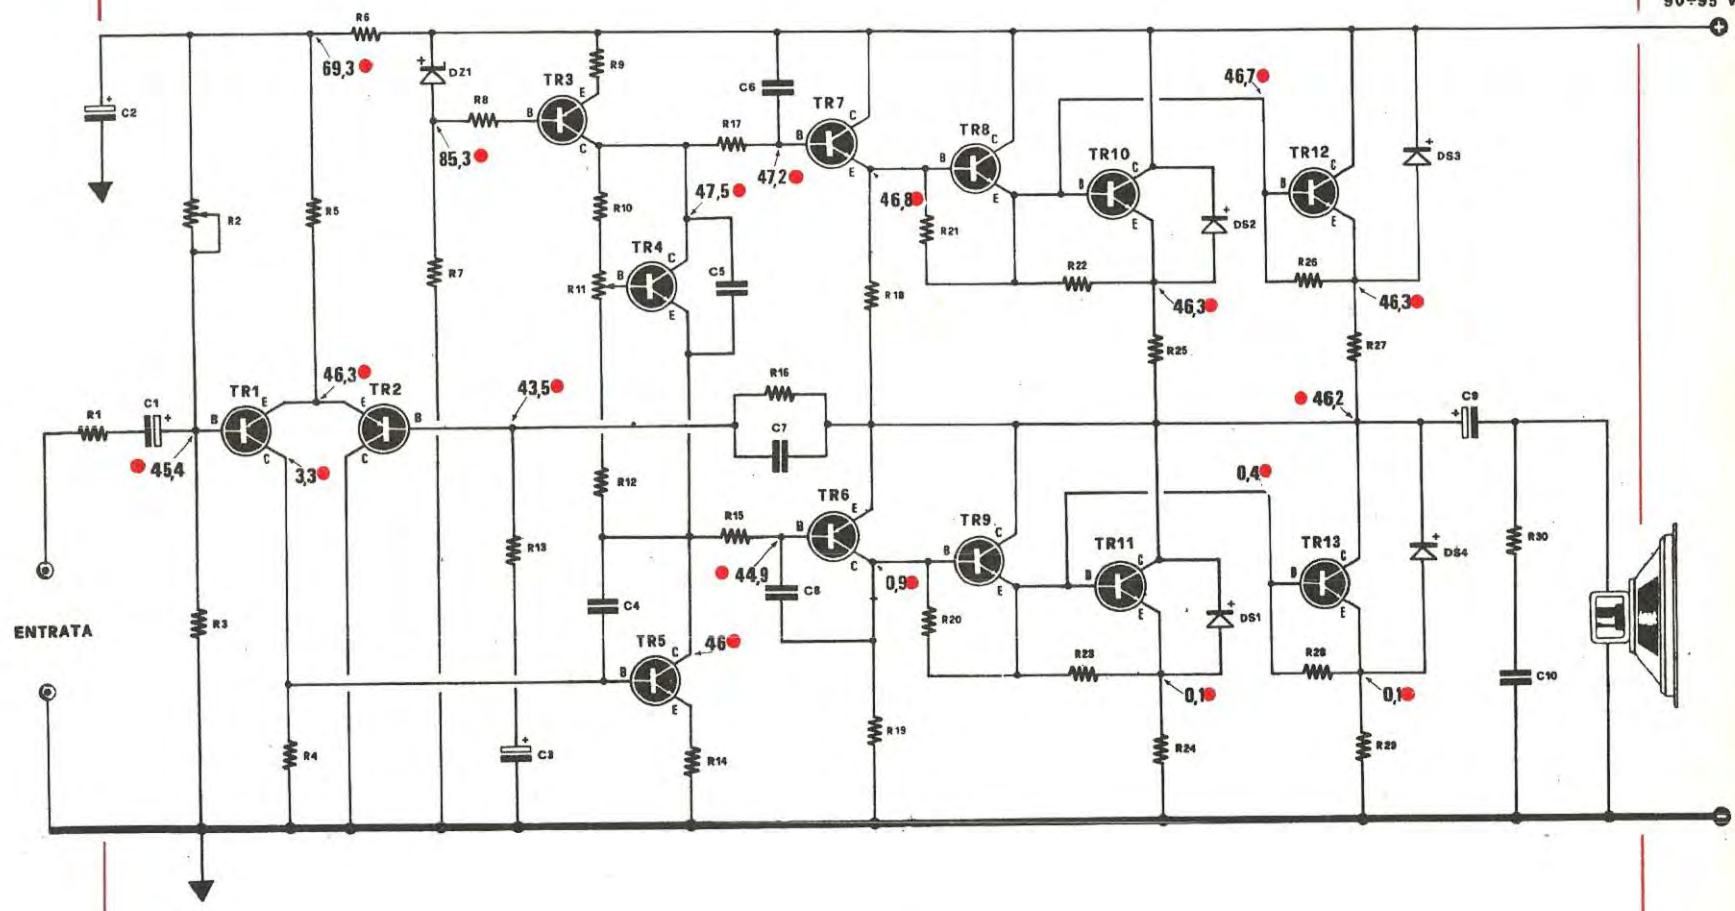 90÷95 V
R6
69,3
C2
DZ1
R8
TR3
B
E
C
R9
85,3
C6
R17
47,2
TR7
B
C
E
46,8
TR8
B
C
E
R21
46,7
TR10
B
C
E
DS2
R22
46,3
TR12
B
C
E
R26
46,3
DS3
R2
R5
R7
R10
47,5
TR4
B
C
E
R11
C5
R18
R25
R27
46,3
TR1
B
E
C
TR2
E
C
B
43,5
R16
C7
46,2
C9
R1
C1
45,4
3,3
R12
R13
R15
44,9
TR6
B
E
C
C8
0,9
TR9
B
C
E
R20
0,4
TR11
B
C
E
DS1
R23
0,1
TR13
B
C
E
R28
0,1
DS4
R30
C10
ENTRATA
R3
C4
TR5
B
C
E
46
R4
C3
R14
R19
R24
R29